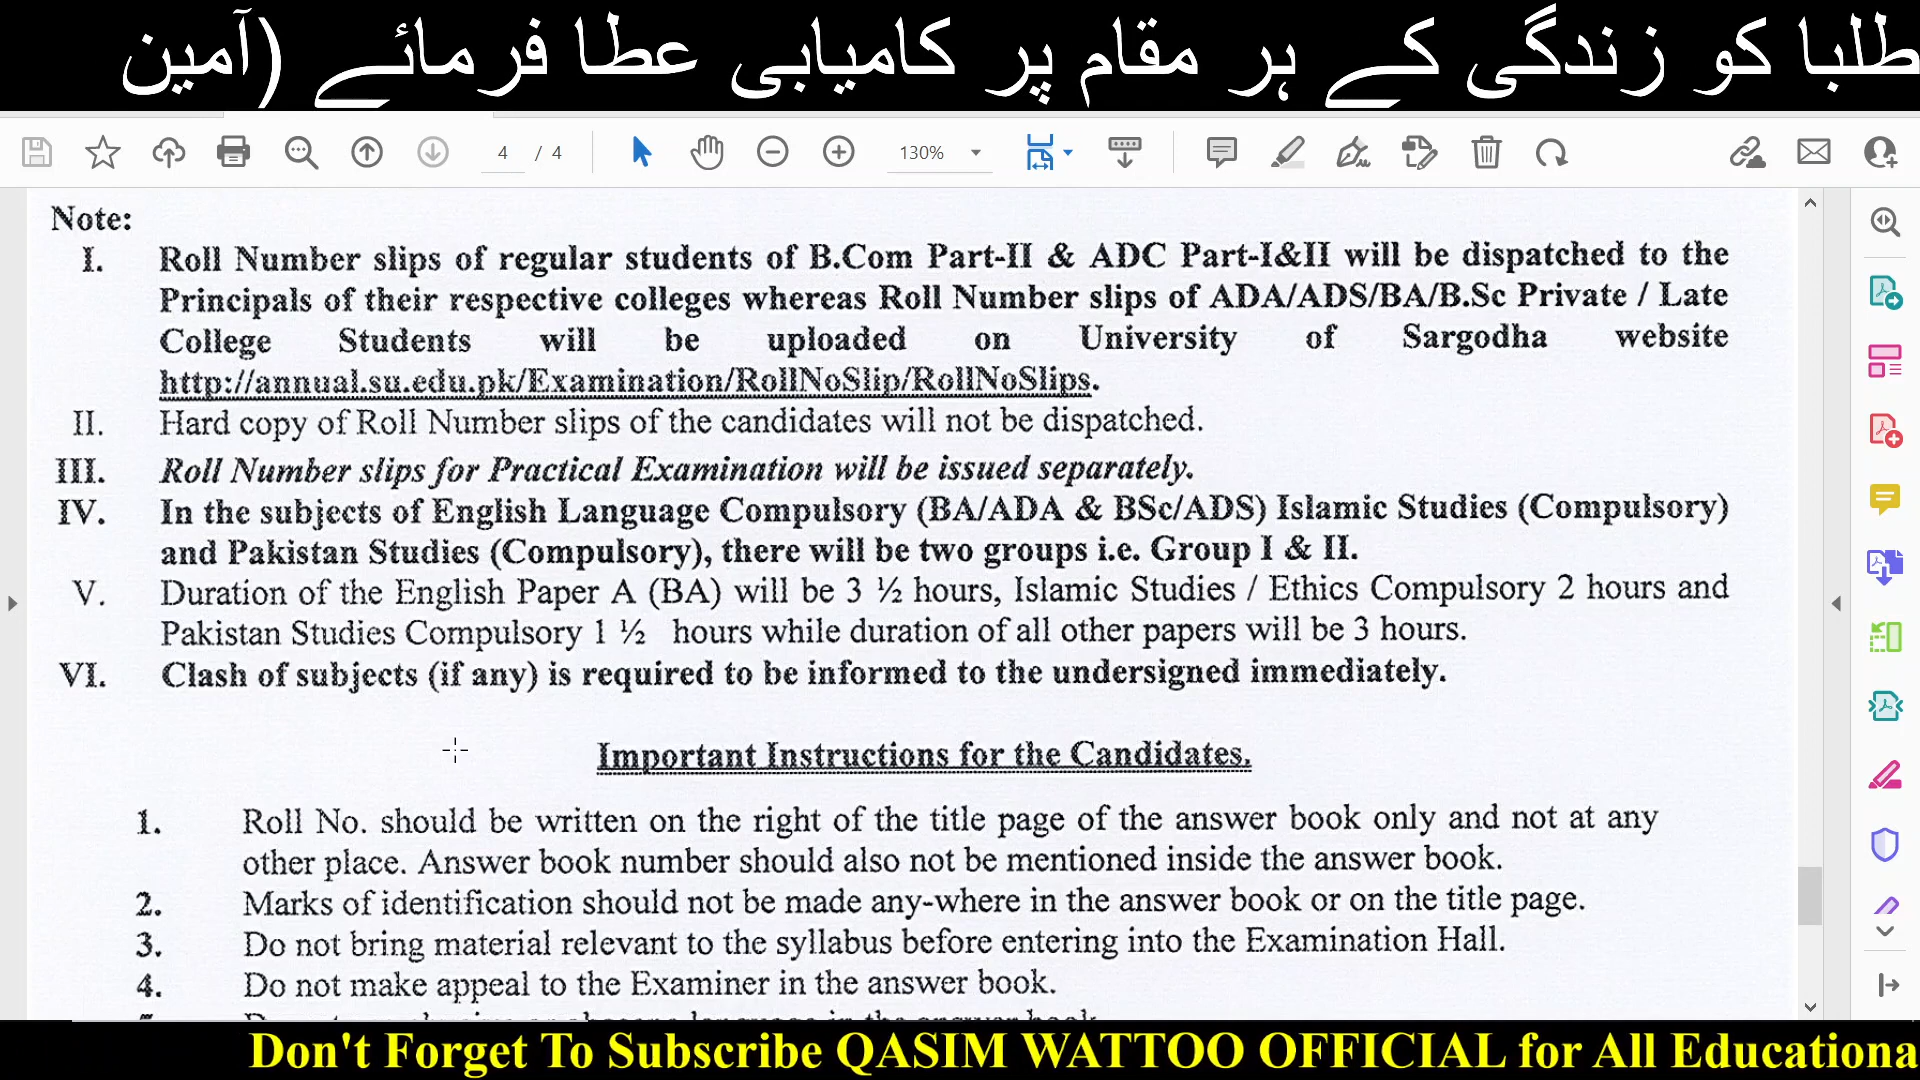 طلبا کو زندگی کے ہر مقام پر کامیابی عطا فرمائے (آمین
4 / 4
130%
Note:
I. Roll Number slips of regular students of B.Com Part-II & ADC Part-I&II will be dispatched to the
Principals of their respective colleges whereas Roll Number slips of ADA/ADS/BA/B.Sc Private / Late
College Students will be uploaded on University of Sargodha website
http://annual.su.edu.pk/Examination/RollNoSlip/RollNoSlips.
II. Hard copy of Roll Number slips of the candidates will not be dispatched.
III. Roll Number slips for Practical Examination will be issued separately.
IV. In the subjects of English Language Compulsory (BA/ADA & BSc/ADS) Islamic Studies (Compulsory)
and Pakistan Studies (Compulsory), there will be two groups i.e. Group I & II.
V. Duration of the English Paper A (BA) will be 3 ½ hours, Islamic Studies / Ethics Compulsory 2 hours and
Pakistan Studies Compulsory 1 ½ hours while duration of all other papers will be 3 hours.
VI. Clash of subjects (if any) is required to be informed to the undersigned immediately.
Important Instructions for the Candidates.
1. Roll No. should be written on the right of the title page of the answer book only and not at any
other place. Answer book number should also not be mentioned inside the answer book.
2. Marks of identification should not be made any-where in the answer book or on the title page.
3. Do not bring material relevant to the syllabus before entering into the Examination Hall.
4. Do not make appeal to the Examiner in the answer book.
Don't Forget To Subscribe QASIM WATTOO OFFICIAL for All Educationa